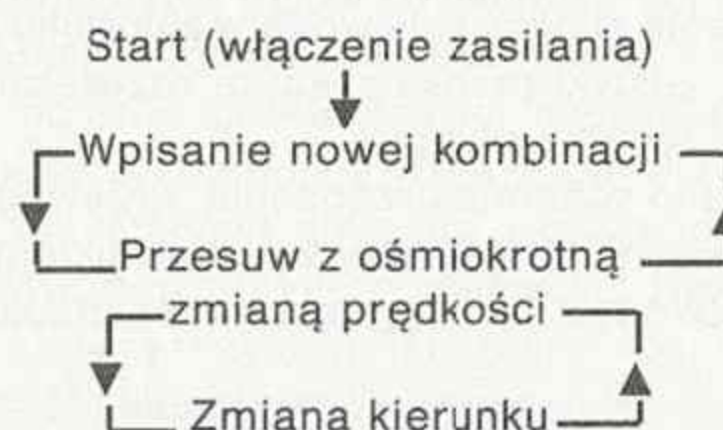 Start (włączenie zasilania)
Wpisanie nowej kombinacji
Przesuw z ośmiokrotną
zmianą prędkości
Zmiana kierunku